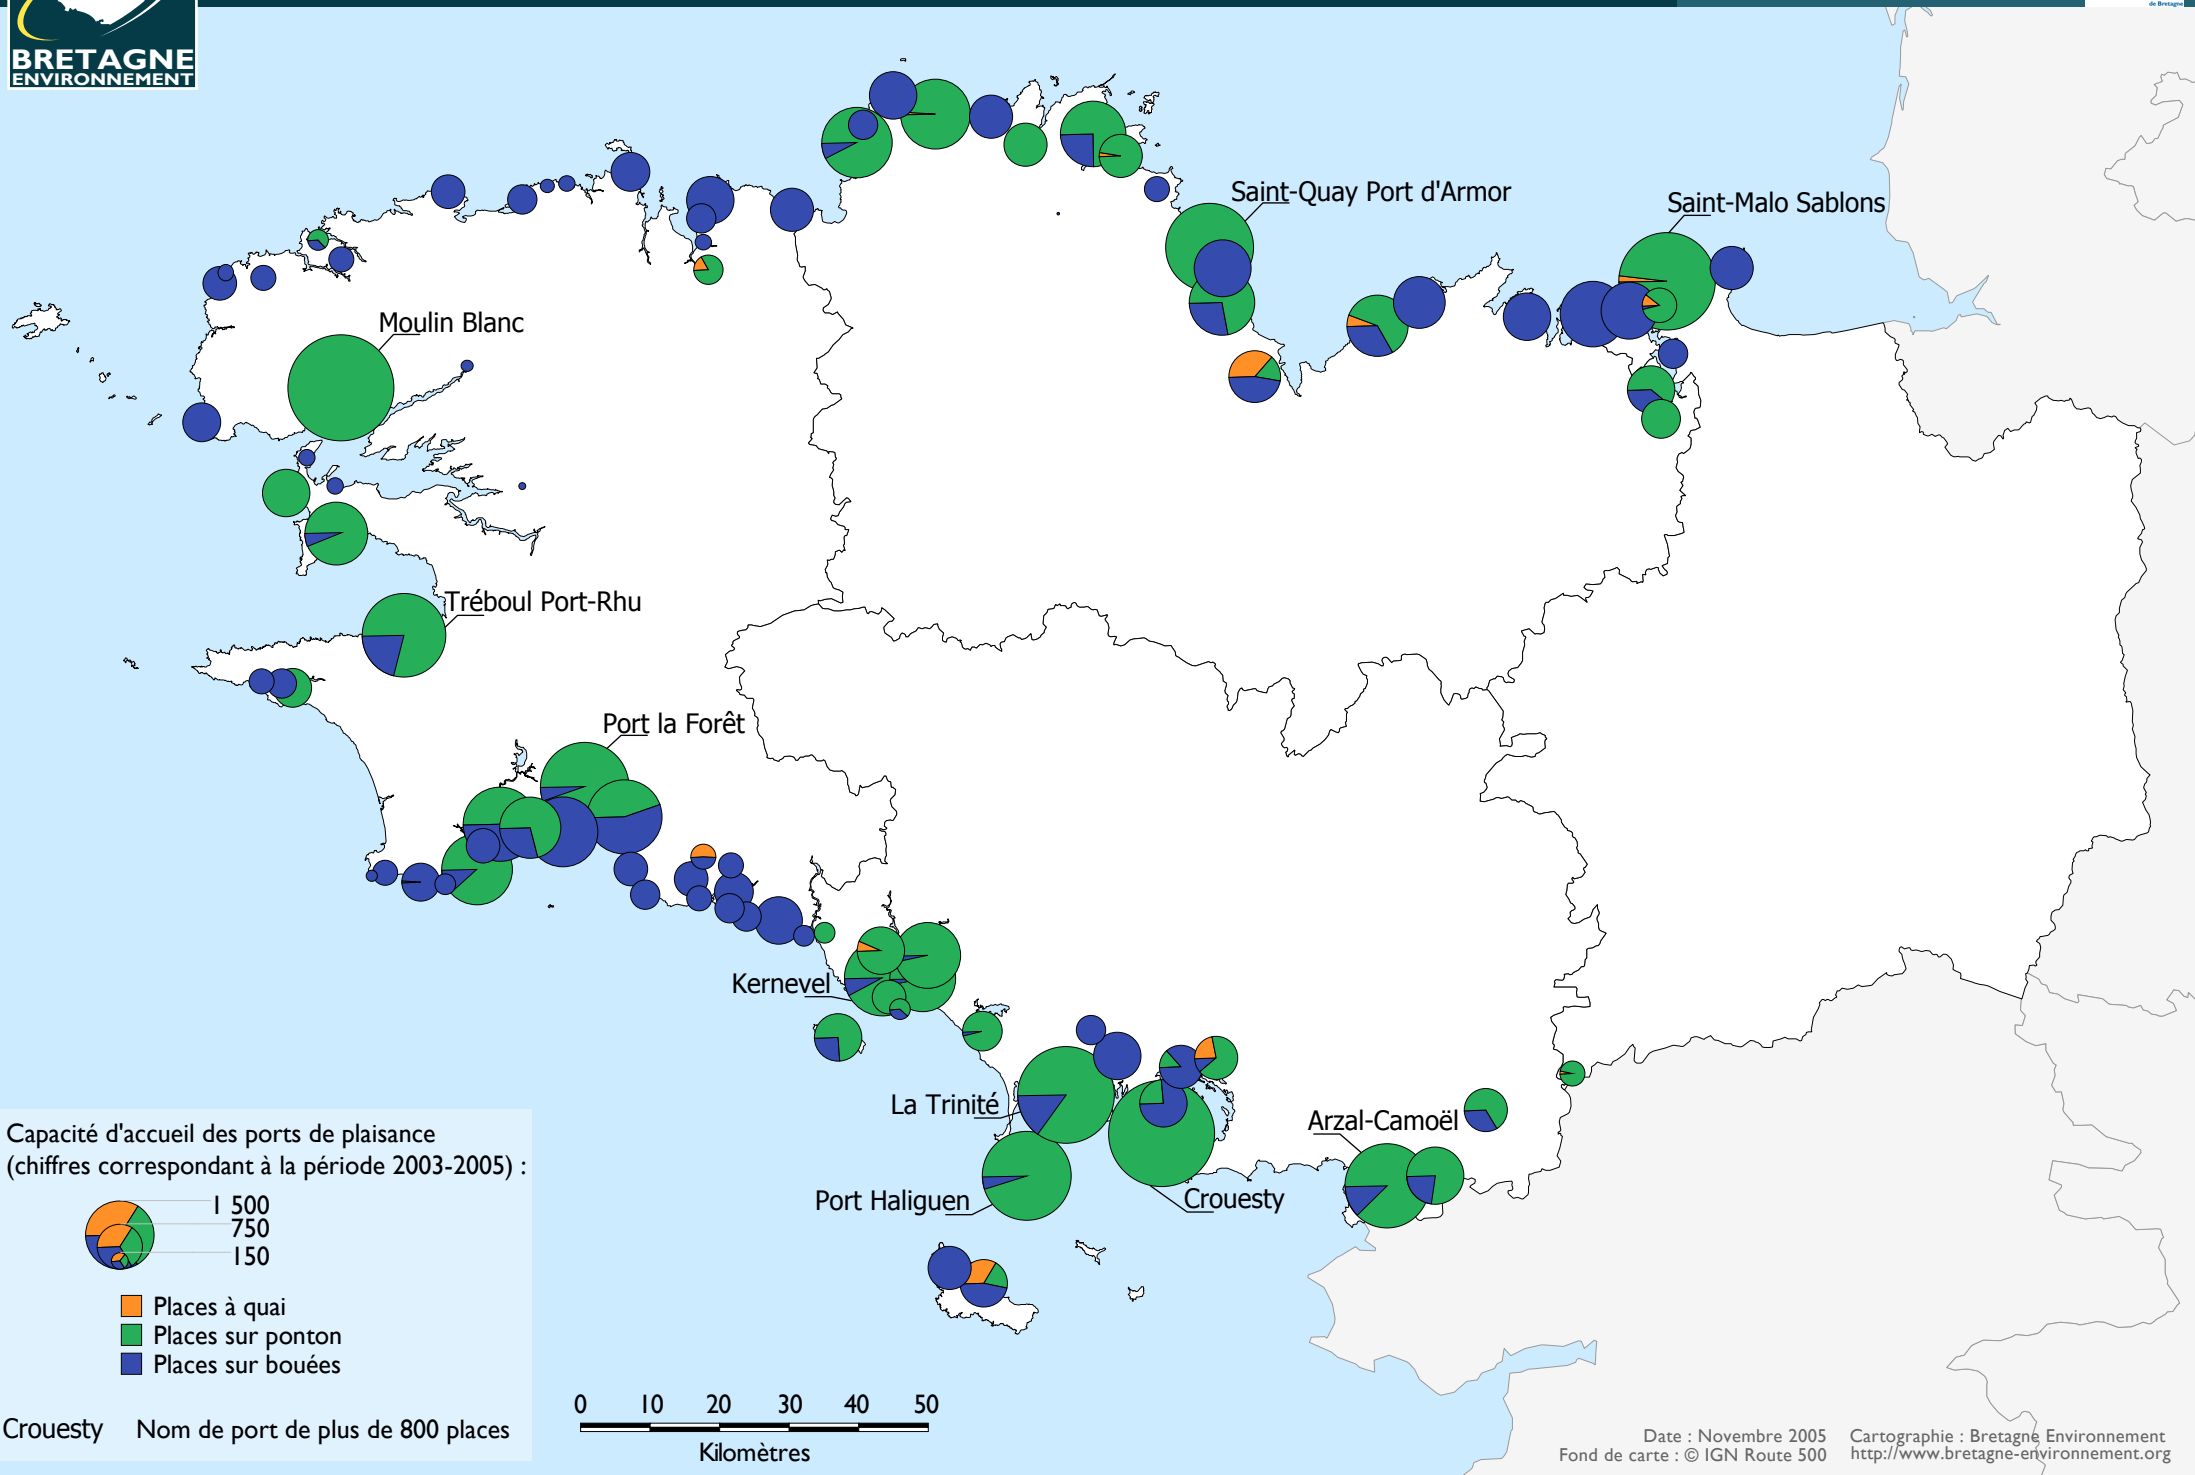 BRETAGNE
ENVIRONNEMENT
de Bretagne
Saint-Quay Port d'Armor
Saint-Malo Sablons
Moulin Blanc
Tréboul Port-Rhu
Port la Forêt
Kernevel
La Trinité
Arzal-Camoël
Port Haliguen
Crouesty
Capacité d'accueil des ports de plaisance
(chiffres correspondant à la période 2003-2005) :
1 500
750
150
Places à quai
Places sur ponton
Places sur bouées
Crouesty Nom de port de plus de 800 places
0 10 20 30 40 50
Kilomètres
Date : Novembre 2005 Cartographie : Bretagne Environnement
Fond de carte : © IGN Route 500 http://www.bretagne-environnement.org